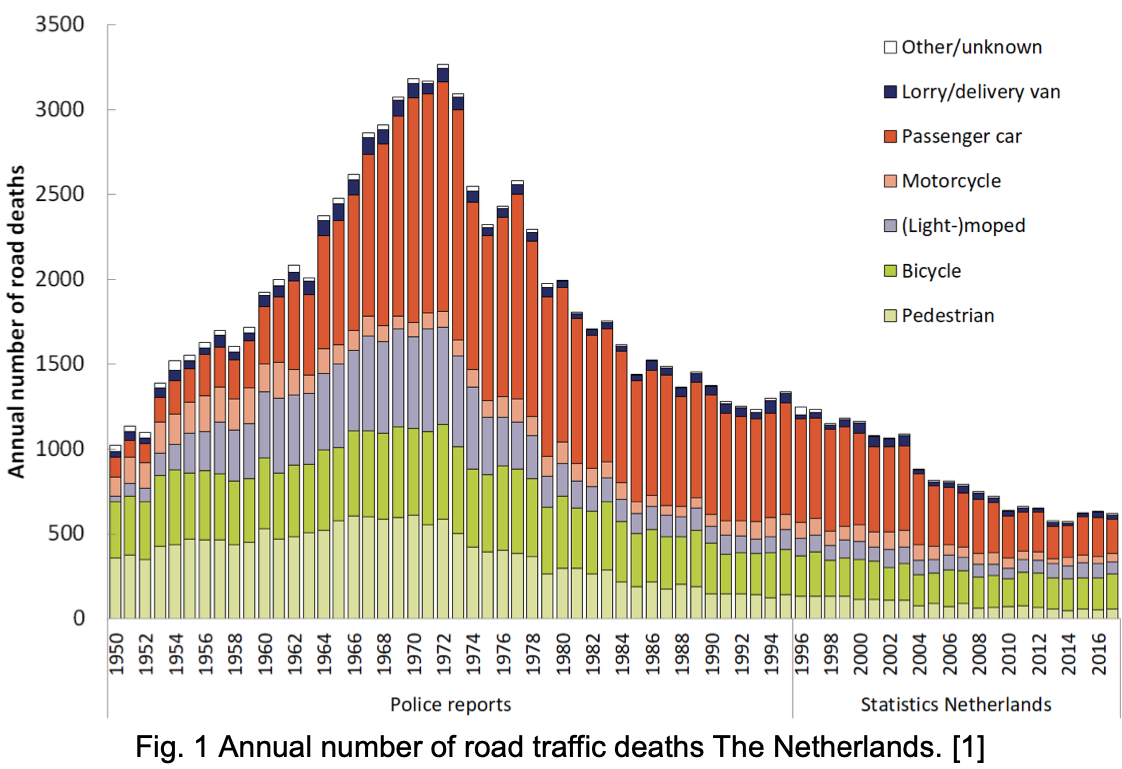 3500
3000
2500
2000
1500
1000
500
0
Annual number of road deaths
Other/unknown
Lorry/delivery van
Passenger car
Motorcycle
(Light-)moped
Bicycle
Pedestrian
1950 1952 1954 1956 1958 1960 1962 1964 1966 1968 1970 1972 1974 1976 1978 1980 1982 1984 1986 1988 1990 1992 1994 1996 1998 2000 2002 2004 2006 2008 2010 2012 2014 2016
Police reports Statistics Netherlands
Fig. 1 Annual number of road traffic deaths The Netherlands. [1]